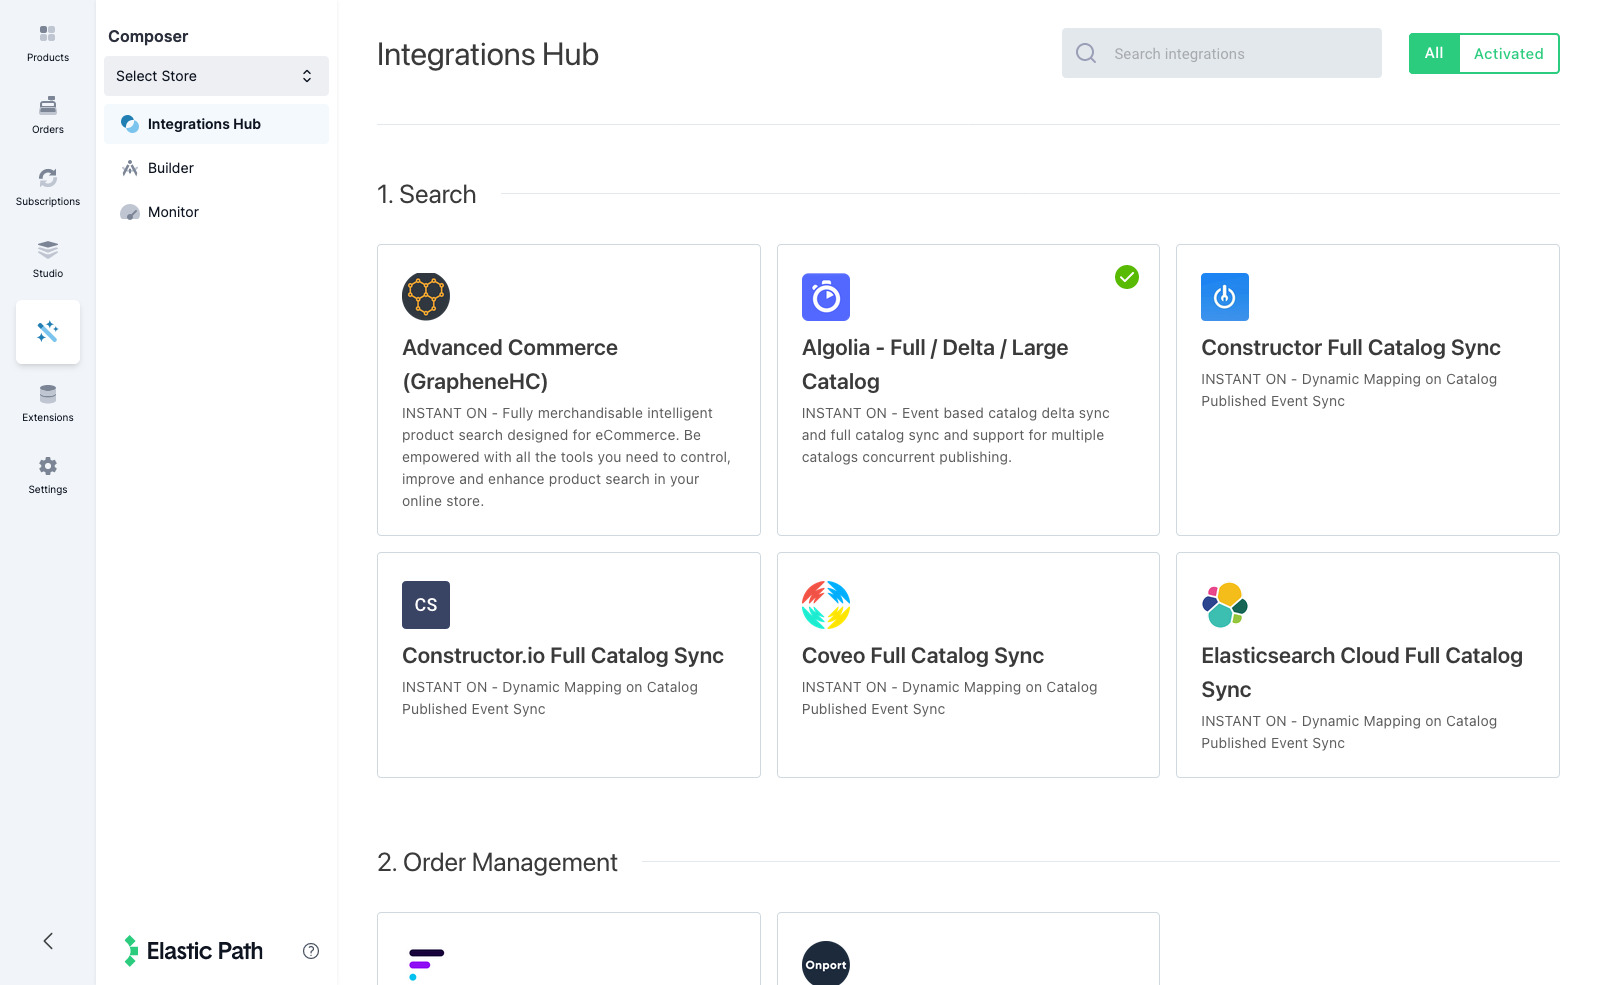 Products
Orders
Subscriptions
Studio
Extensions
Settings
Composer
Select Store
Integrations Hub
Builder
Monitor
Elastic Path
Integrations Hub
Search integrations
All
Activated
1. Search
Advanced Commerce
(GrapheneHC)
INSTANT ON - Fully merchandisable intelligent
product search designed for eCommerce. Be
empowered with all the tools you need to control,
improve and enhance product search in your
online store.
Algolia - Full / Delta / Large
Catalog
INSTANT ON - Event based catalog delta sync
and full catalog sync and support for multiple
catalogs concurrent publishing.
Constructor Full Catalog Sync
INSTANT ON - Dynamic Mapping on Catalog
Published Event Sync
CS
Constructor.io Full Catalog Sync
INSTANT ON - Dynamic Mapping on Catalog
Published Event Sync
Coveo Full Catalog Sync
INSTANT ON - Dynamic Mapping on Catalog
Published Event Sync
Elasticsearch Cloud Full Catalog
Sync
INSTANT ON - Dynamic Mapping on Catalog
Published Event Sync
2. Order Management
Onport